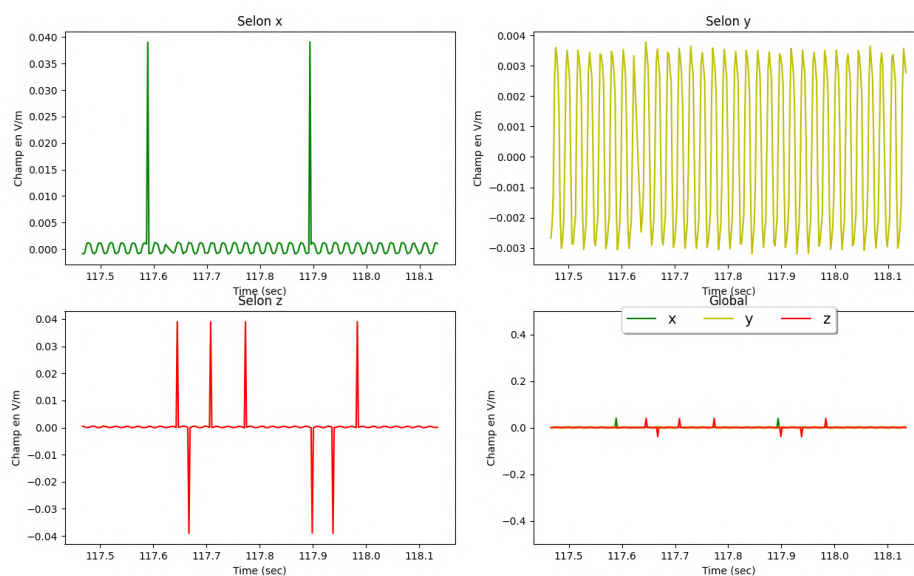 Selon x
0.040
0.035
0.030
0.025
0.020
0.015
0.010
0.005
0.000
Champ en V/m
117.5 117.6 117.7 117.8 117.9 118.0 118.1
Time (sec)
Selon y
0.004
0.003
0.002
0.001
0.000
−0.001
−0.002
−0.003
Champ en V/m
117.5 117.6 117.7 117.8 117.9 118.0 118.1
Time (sec)
Selon z
0.04
0.03
0.02
0.01
0.00
−0.01
−0.02
−0.03
−0.04
Champ en V/m
117.5 117.6 117.7 117.8 117.9 118.0 118.1
Time (sec)
Global
x y z
0.4
0.2
0.0
−0.2
−0.4
Champ en V/m
117.5 117.6 117.7 117.8 117.9 118.0 118.1
Time (sec)